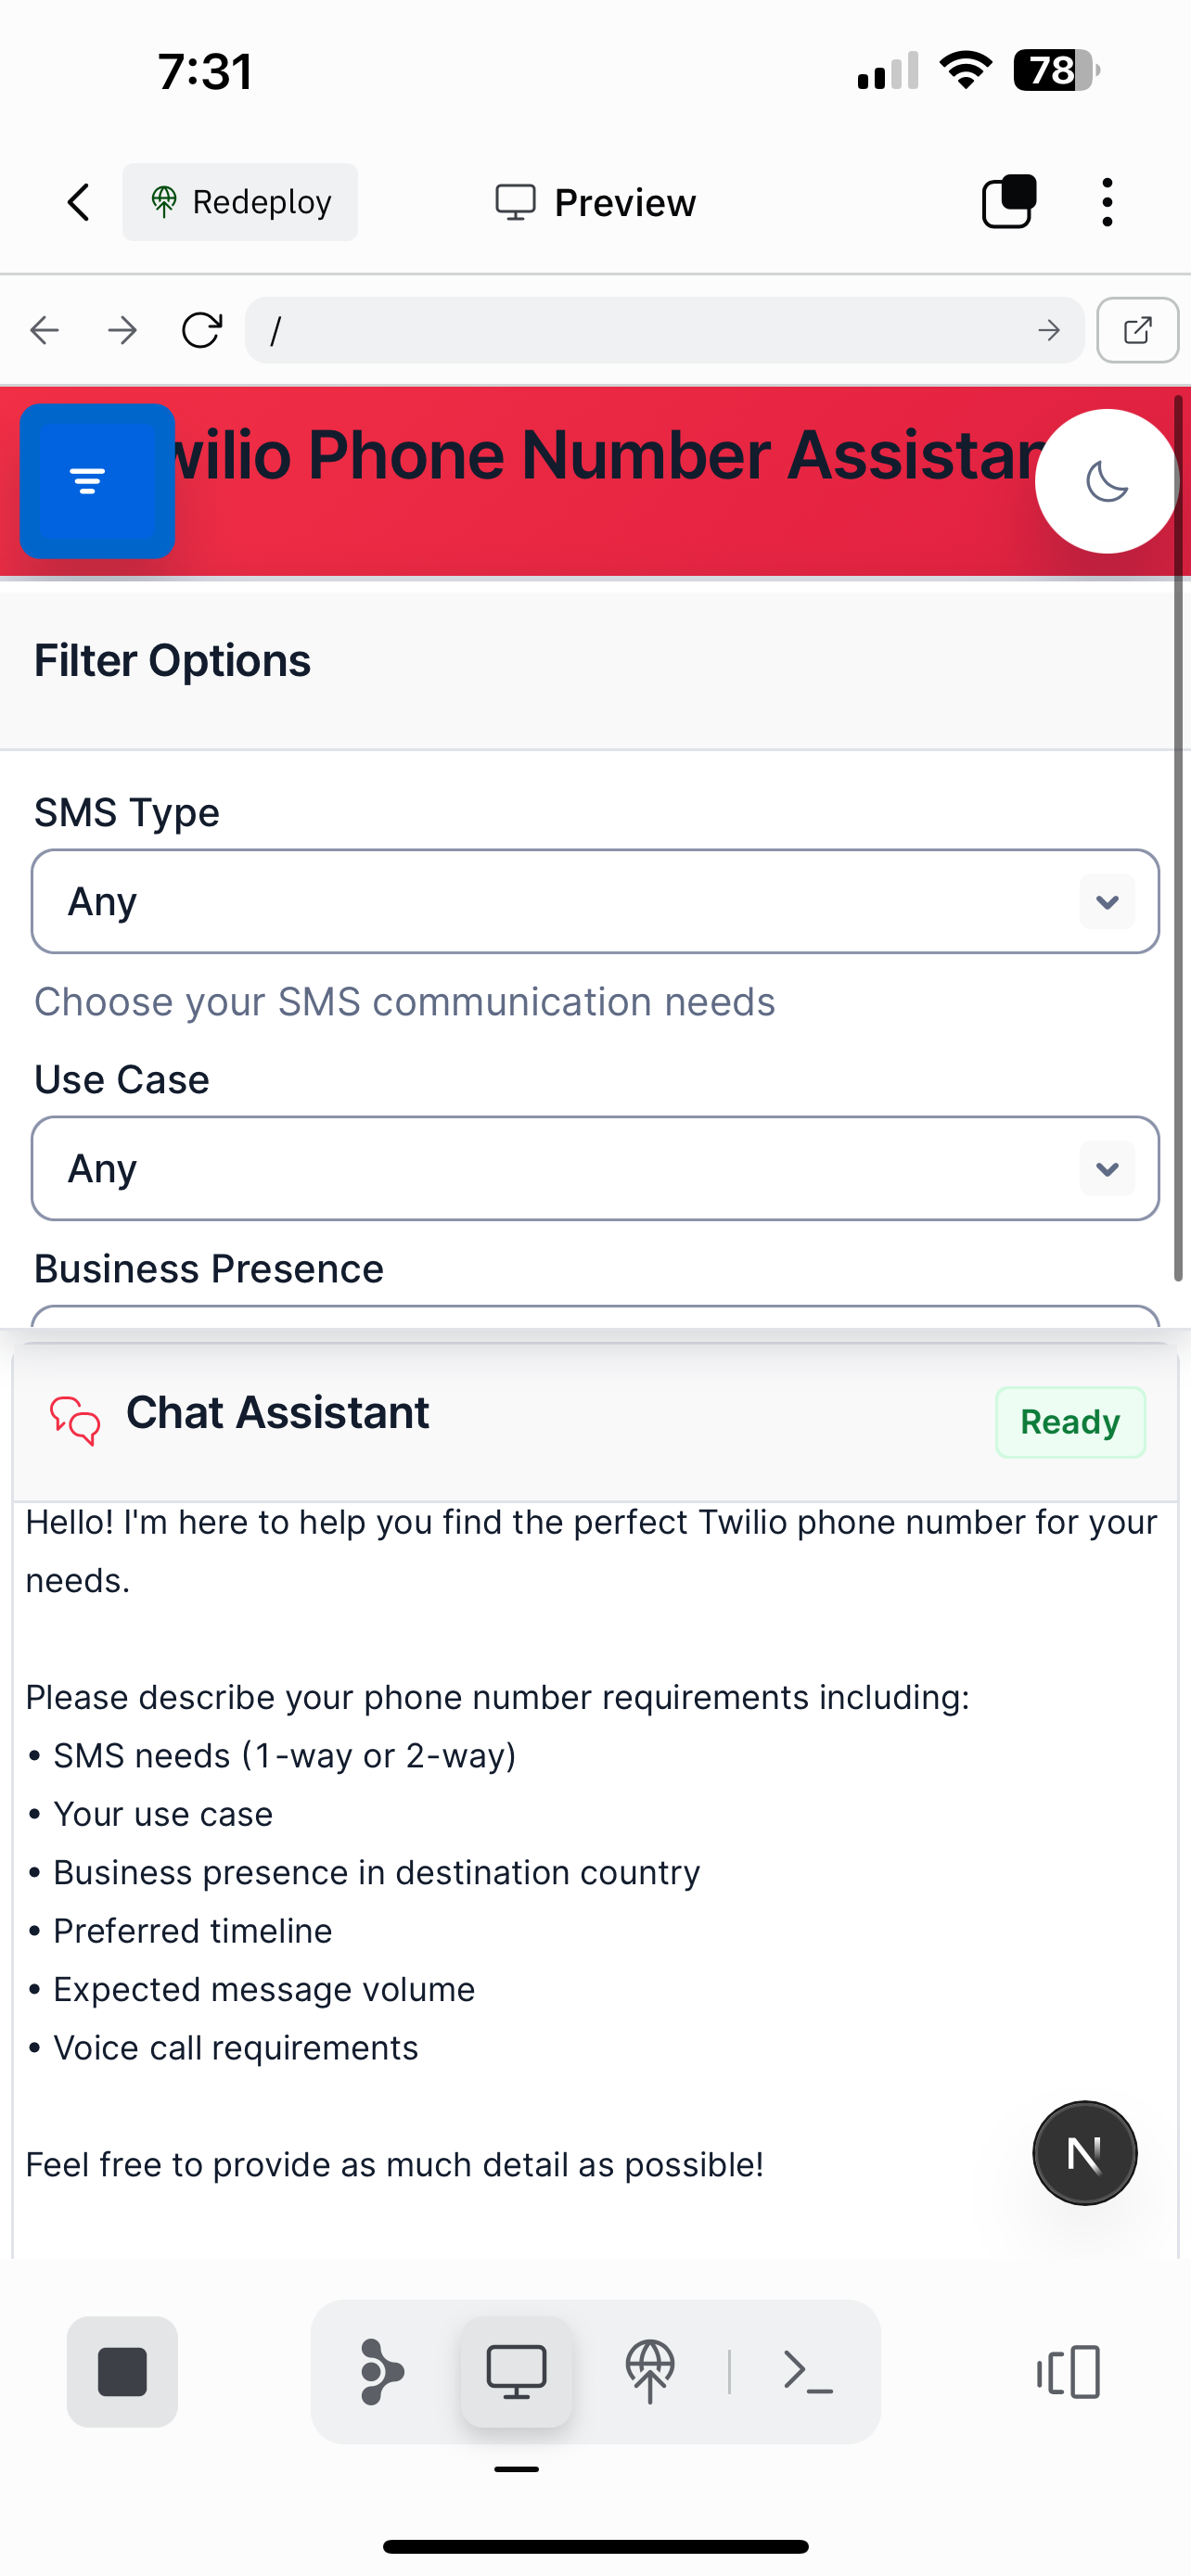 7:31
78
Redeploy
Preview
/
wilio Phone Number Assistan
Filter Options
SMS Type
Any
Choose your SMS communication needs
Use Case
Any
Business Presence
Chat Assistant
Ready
Hello! I'm here to help you find the perfect Twilio phone number for your
needs.
Please describe your phone number requirements including:
• SMS needs (1-way or 2-way)
• Your use case
• Business presence in destination country
• Preferred timeline
• Expected message volume
• Voice call requirements
Feel free to provide as much detail as possible!
N